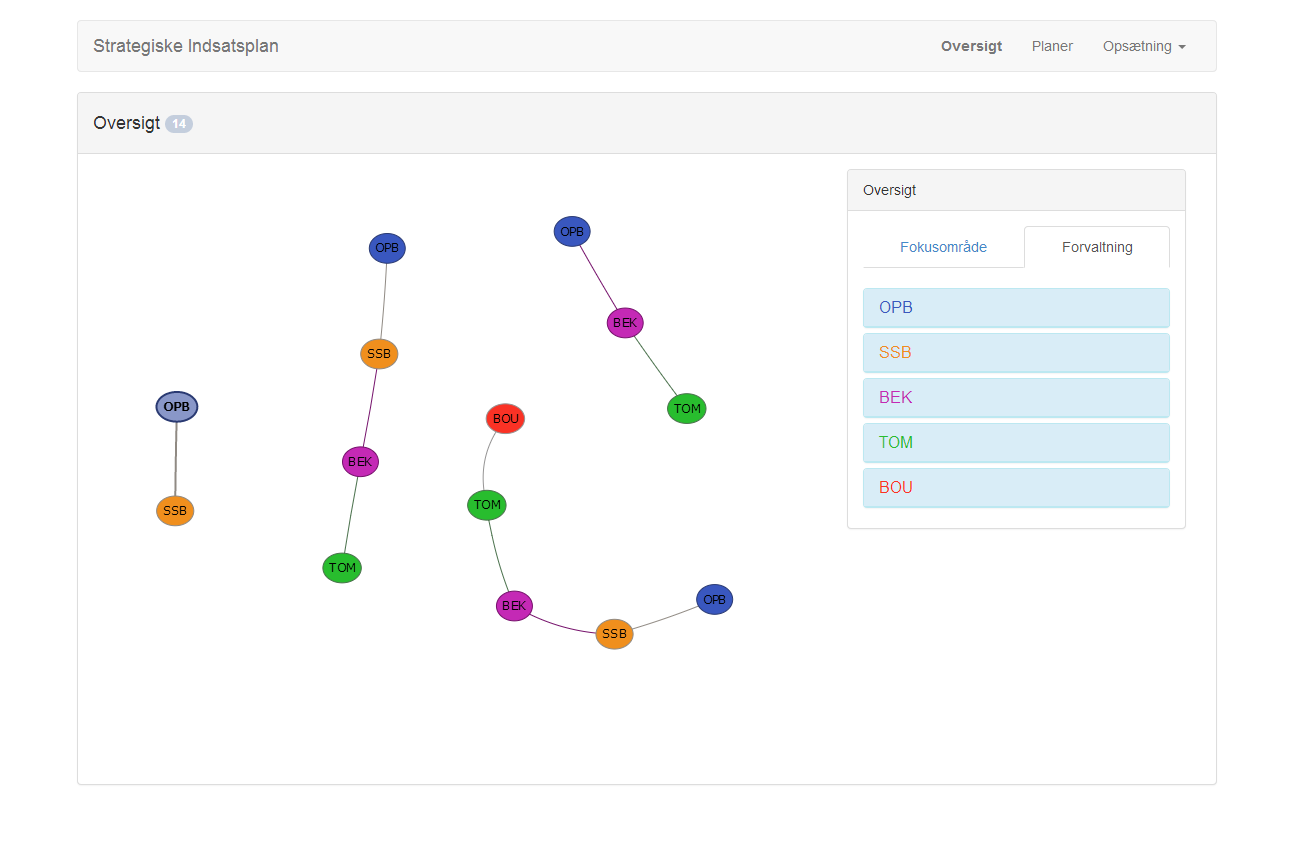 Strategiske Indsatsplan
Oversigt Planer Opsætning
Oversigt 14
Oversigt
Fokusområde Forvaltning
OPB
SSB
BEK
TOM
BOU
OPB
SSB
OPB
SSB
BEK
TOM
OPB
BEK
TOM
BOU
TOM
BEK
SSB
OPB